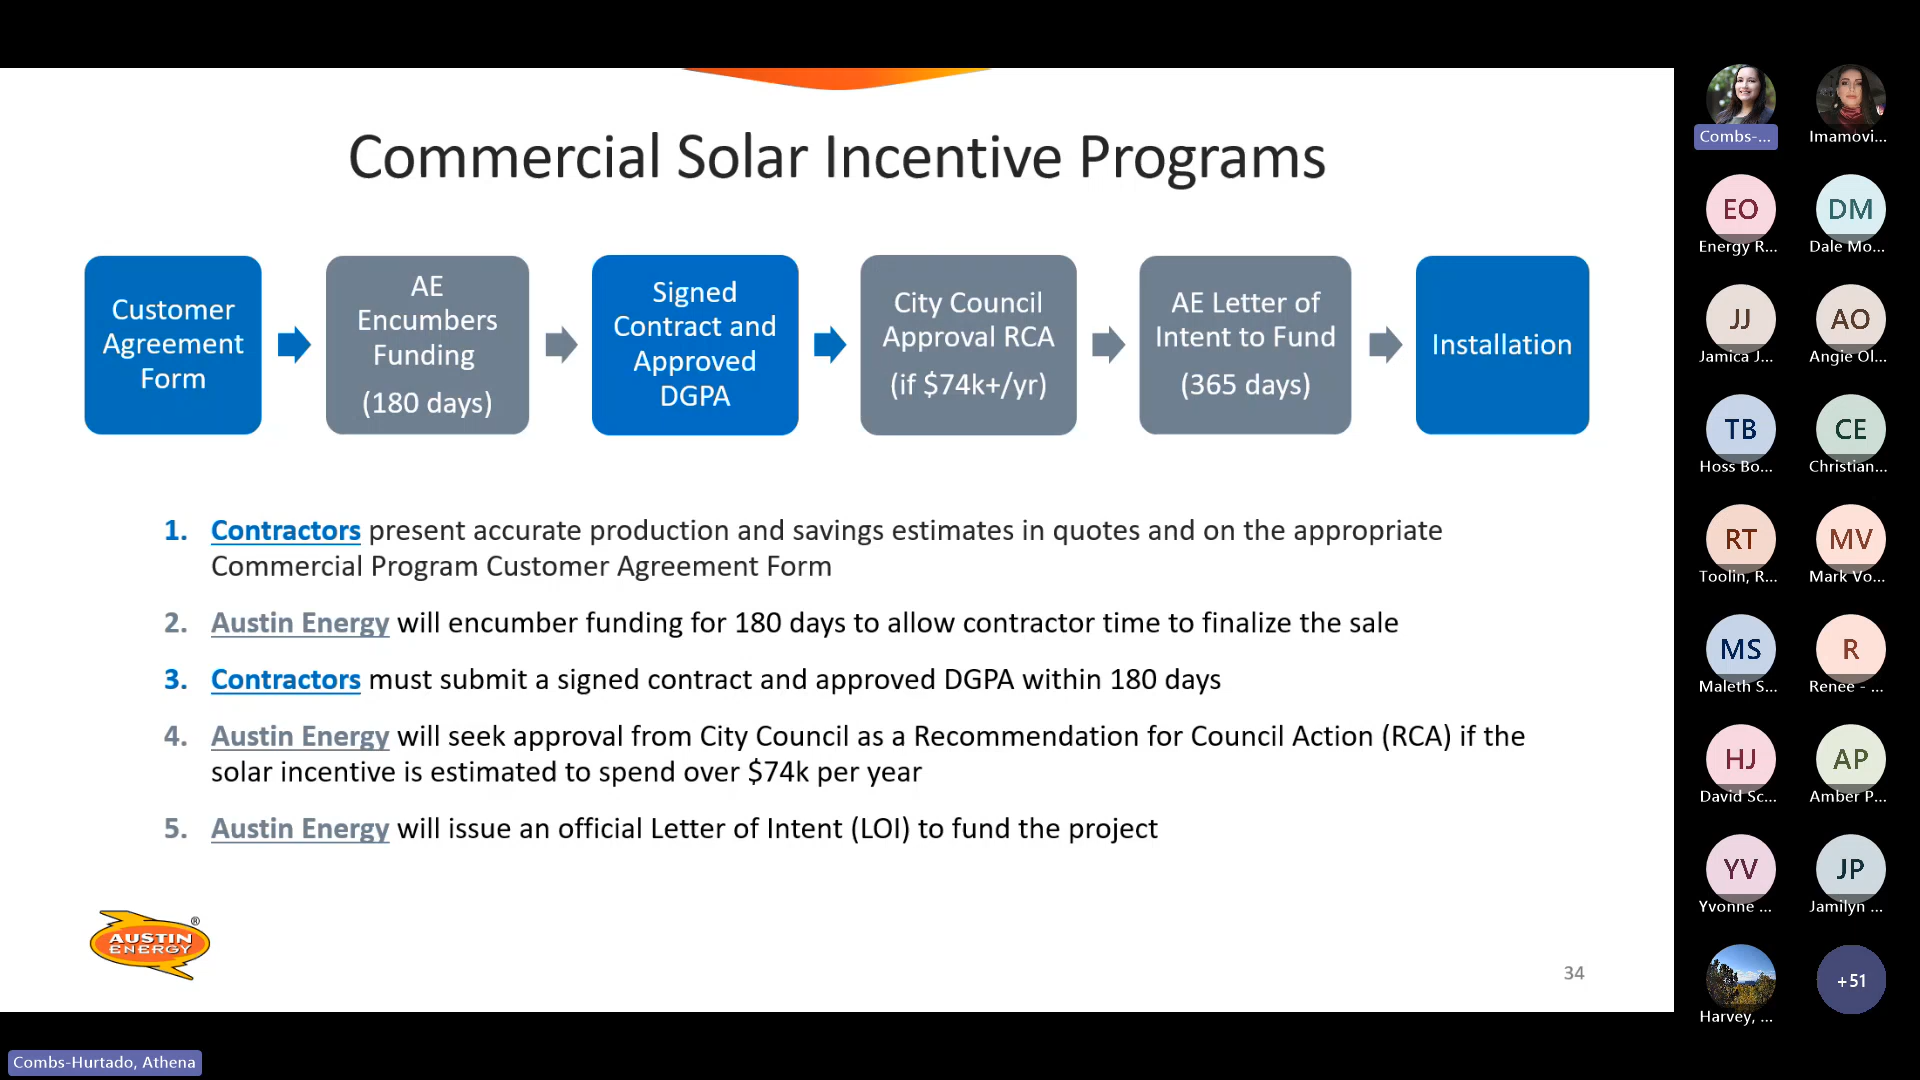 Commercial Solar Incentive Programs
Customer
Agreement
Form
AE
Encumbers
Funding
(180 days)
Signed
Contract and
Approved
DGPA
City Council
Approval RCA
(if $74k+/yr)
AE Letter of
Intent to Fund
(365 days)
Installation
1. Contractors present accurate production and savings estimates in quotes and on the appropriate
Commercial Program Customer Agreement Form
2. Austin Energy will encumber funding for 180 days to allow contractor time to finalize the sale
3. Contractors must submit a signed contract and approved DGPA within 180 days
4. Austin Energy will seek approval from City Council as a Recommendation for Council Action (RCA) if the
solar incentive is estimated to spend over $74k per year
5. Austin Energy will issue an official Letter of Intent (LOI) to fund the project
AUSTIN
ENERGY
®
34
Combs-...
Imamovi...
EO
Energy R...
DM
Dale Mo...
JJ
Jamica J...
AO
Angie Ol...
TB
Hoss Bo...
CE
Christian...
RT
Toolin, R...
MV
Mark Vo...
MS
Maleth S...
R
Renee - ...
HJ
David Sc...
AP
Amber P...
YV
Yvonne ...
JP
Jamilyn ...
Harvey, ...
+51
Combs-Hurtado, Athena